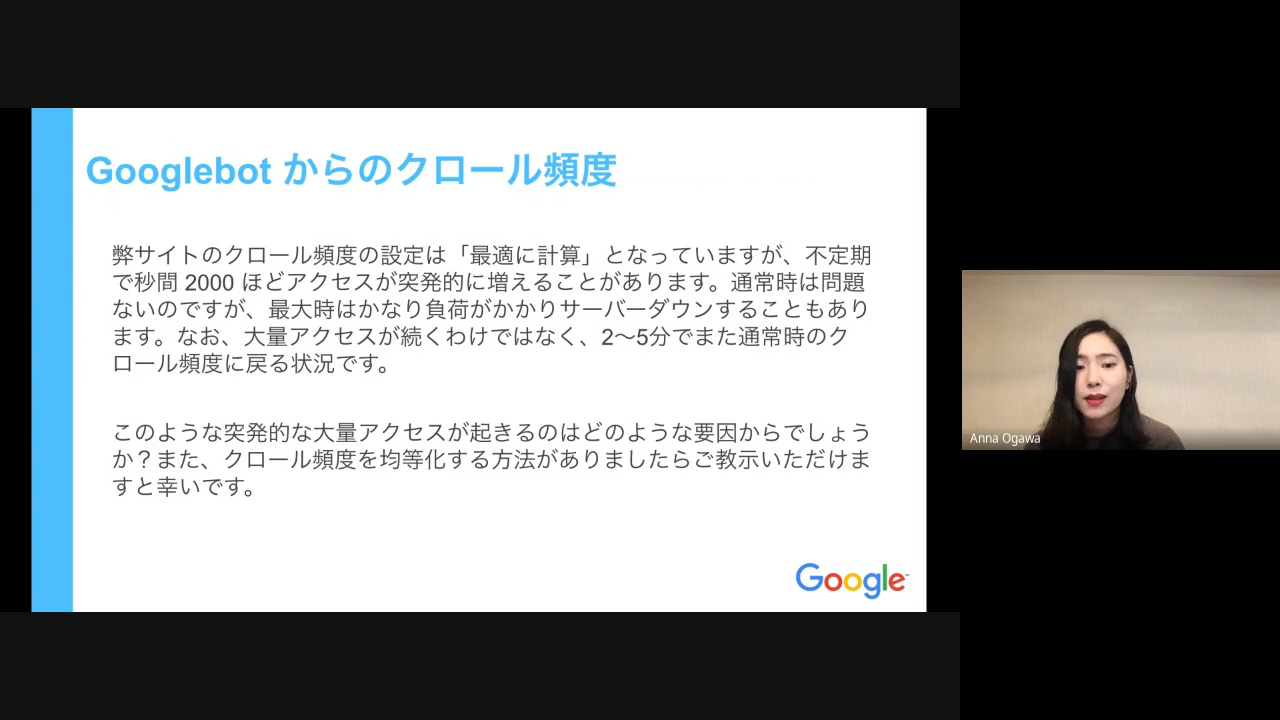 Googlebot からのクロール頻度
弊サイトのクロール頻度の設定は「最適に計算」となっていますが、不定期
で秒間 2000 ほどアクセスが突発的に増えることがあります。通常時は問題
ないのですが、最大時はかなり負荷がかかりサーバーダウンすることもあり
ます。なお、大量アクセスが続くわけではなく、2〜5分でまた通常時のク
ロール頻度に戻る状況です。
このような突発的な大量アクセスが起きるのはどのような要因からでしょう
か？また、クロール頻度を均等化する方法がありましたらご教示いただけま
すと幸いです。
Google
Anna Ogawa